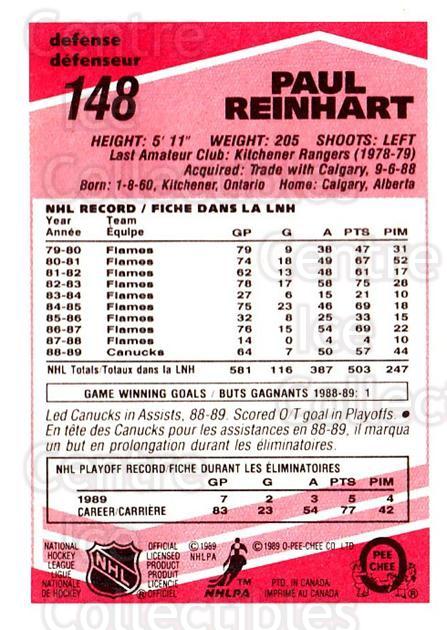 defense
défenseur
148
PAUL
REINHART
HEIGHT: 5' 11" WEIGHT: 205 SHOOTS: LEFT
Last Amateur Club: Kitchener Rangers (1978-79)
Acquired: Trade with Calgary, 9-6-88
Born: 1-8-60, Kitchener, Ontario Home: Calgary, Alberta
NHL RECORD / FICHE DANS LA LNH
Year Team
Année Équipe GP G A PTS PIM
79-80 Flames 79 9 38 47 31
80-81 Flames 74 18 49 67 52
81-82 Flames 62 13 48 61 17
82-83 Flames 78 17 58 75 28
83-84 Flames 27 6 15 21 10
84-85 Flames 75 23 46 69 18
85-86 Flames 32 8 25 33 15
86-87 Flames 76 15 54 69 22
87-88 Flames 14 0 4 4 10
88-89 Canucks 64 7 50 57 44
NHL Totals/Totaux dans la LNH 581 116 387 503 247
GAME WINNING GOALS / BUTS GAGNANTS 1988-89: 1
Led Canucks in Assists, 88-89. Scored O/T goal in Playoffs. •
En tête des Canucks pour les assistances en 88-89, il marqua
un but en prolongation durant les éliminatoires.
NHL PLAYOFF RECORD/FICHE DURANT LES ÉLIMINATOIRES
GP G A PTS PIM
1989 7 2 3 5 4
CAREER/CARRIÈRE 83 23 54 77 42
NATIONAL HOCKEY LEAGUE LIGUE NATIONALE DE HOCKEY
NHL
OFFICIAL LICENSED PRODUCT PRODUIT OFFICIEL
© 1989 NHLPA
NHLPA
© 1989 O-PEE-CHEE CO. LTD.
PTD. IN CANADA
IMPRIMÉ AU CANADA
O PEE CHEE ®
Centre Ice Collectibles